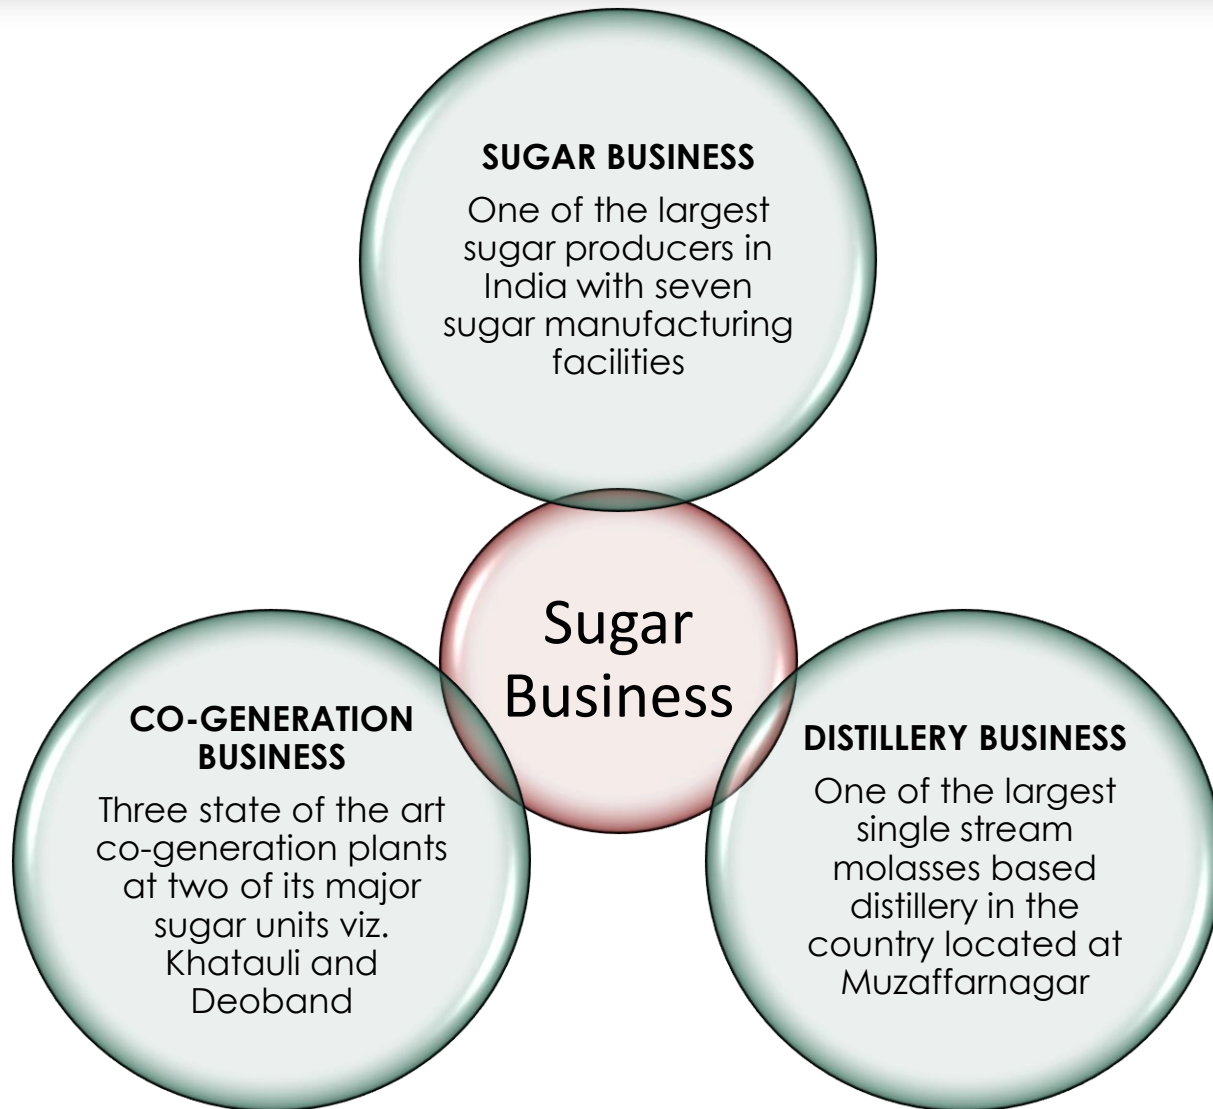 SUGAR BUSINESS
One of the largest
sugar producers in
India with seven
sugar manufacturing
facilities
Sugar
Business
CO-GENERATION
BUSINESS
Three state of the art
co-generation plants
at two of its major
sugar units viz.
Khatauli and
Deoband
DISTILLERY BUSINESS
One of the largest
single stream
molasses based
distillery in the
country located at
Muzaffarnagar